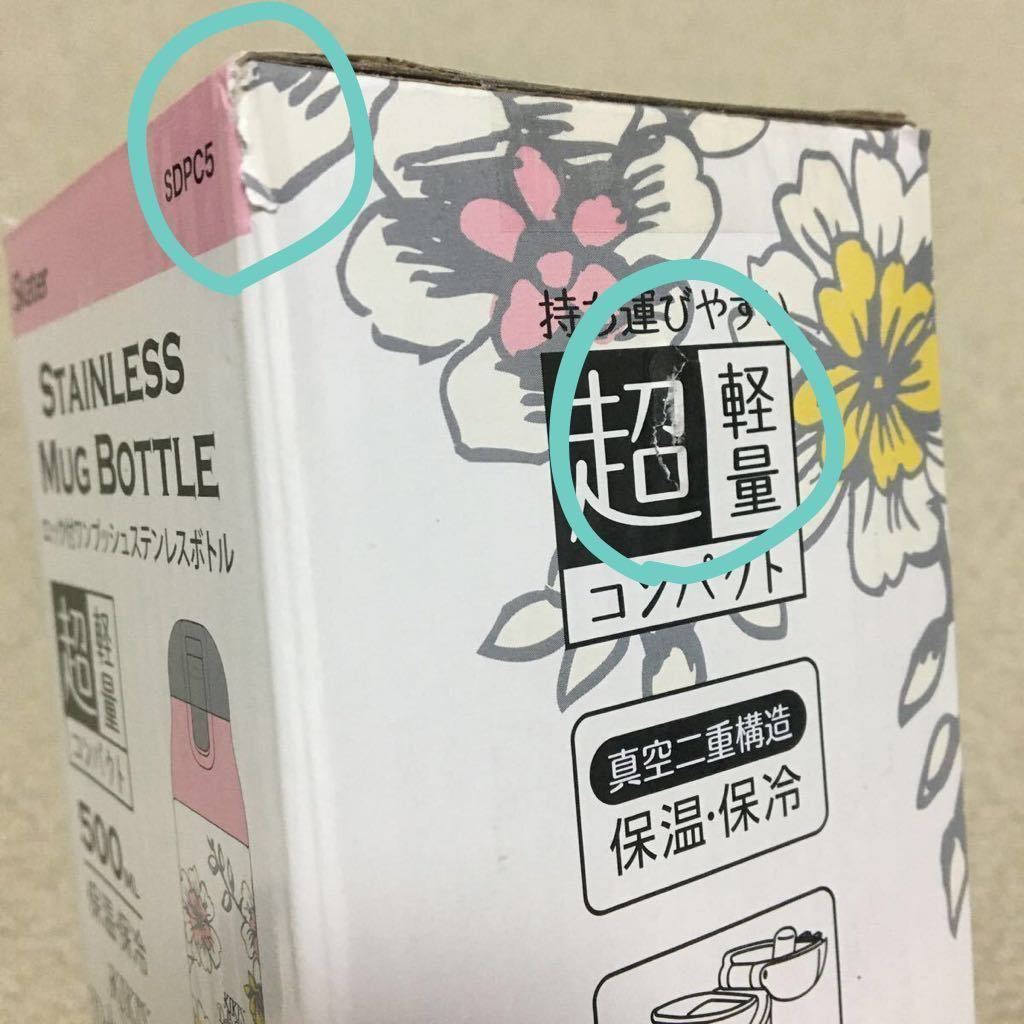 SDPC5
Skater
STAINLESS
MUG BOTTLE
ロック付ワンプッシュステンレスボトル
超軽量
コンパクト
500ML
保温・保冷
持ち運びやすい
超軽量
コンパクト
真空二重構造
保温・保冷